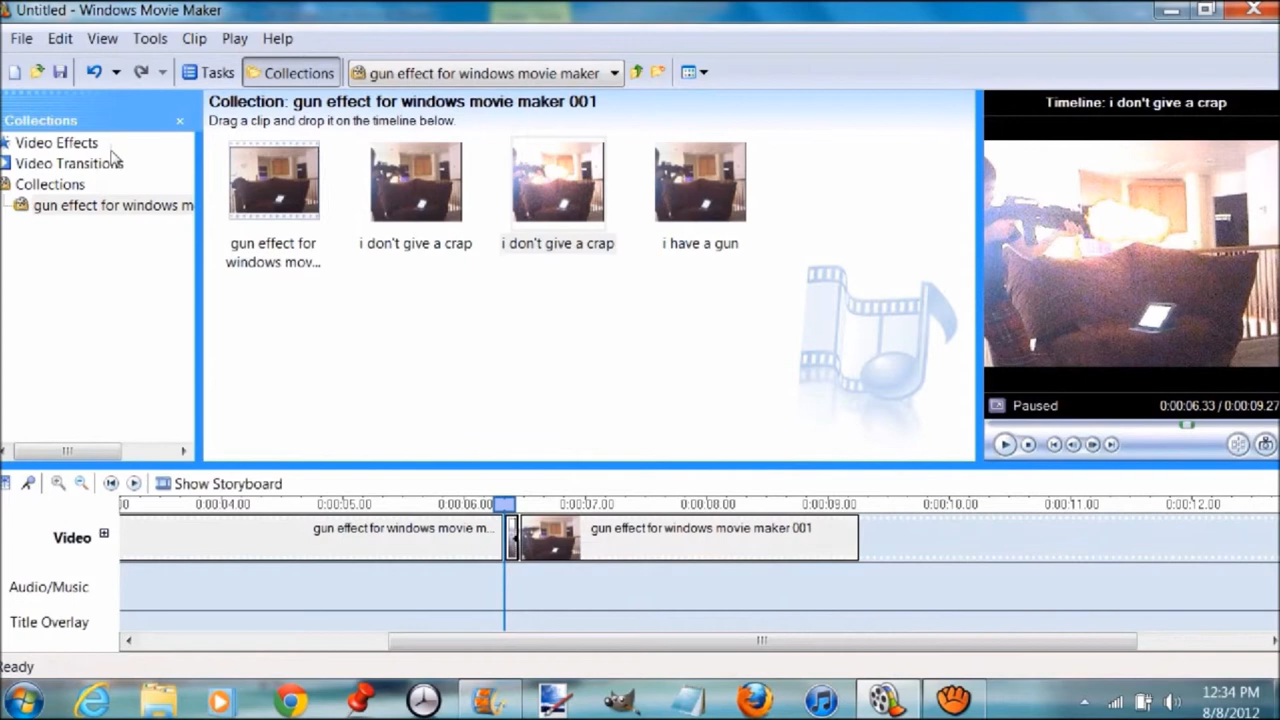 Untitled - Windows Movie Maker
File Edit View Tools Clip Play Help
Tasks Collections gun effect for windows movie maker
Collections
Video Effects
Video Transitions
Collections
gun effect for windows m
Collection: gun effect for windows movie maker 001
Drag a clip and drop it on the timeline below.
gun effect for
windows mov...
i don't give a crap
i don't give a crap
i have a gun
Timeline: i don't give a crap
Paused 0:00:06.33 / 0:00:09.27
Show Storyboard
00 0:00:04.00 0:00:05.00 0:00:06.00 0:00:07.00 0:00:08.00 0:00:09.00 0:00:10.00 0:00:11.00 0:00:12.00
Video
gun effect for windows movie m...
gun effect for windows movie maker 001
Audio/Music
Title Overlay
Ready
12:34 PM
8/8/2012